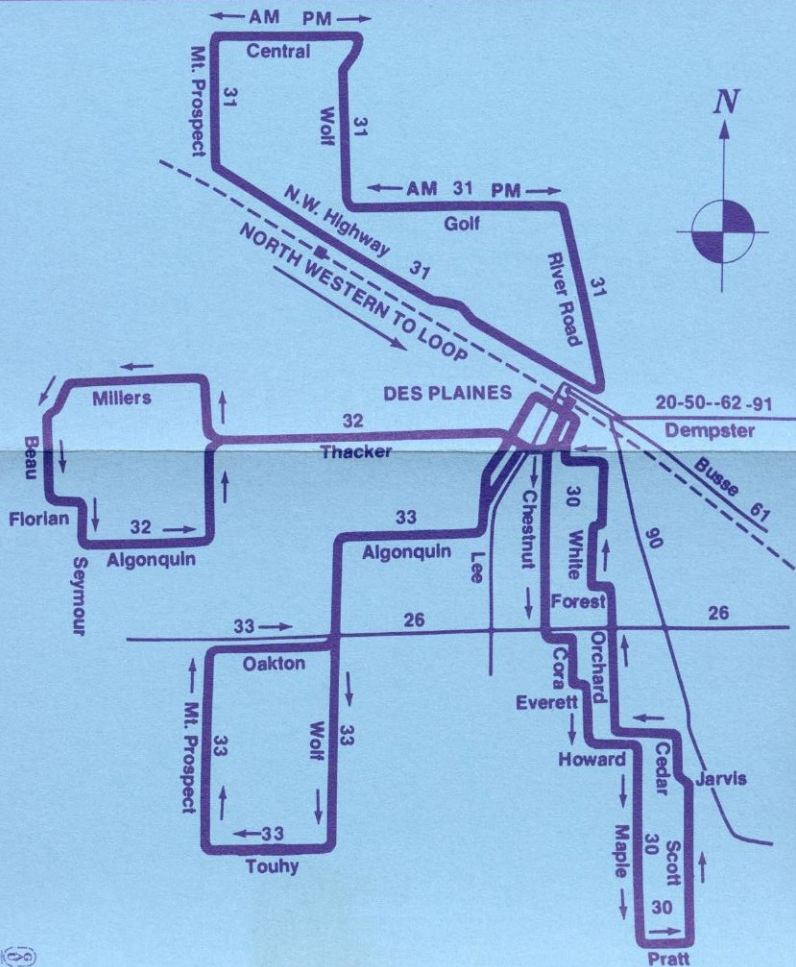 AM PM
Central
Mt. Prospect
31
Wolf
31
N
AM 31 PM
Golf
N.W. Highway
31
NORTH WESTERN TO LOOP
River Road
31
DES PLAINES
20-50--62-91
Dempster
Busse 61
Millers
32
Thacker
Beau
Florian
32
Algonquin
Seymour
33
Algonquin
Lee
Chestnut
30
White
90
Forest
33
26
26
Oakton
Cora
Orchard
Everett
Mt. Prospect
33
Wolf
33
Howard
Cedar
Jarvis
33
Touhy
Maple
30
Scott
30
Pratt